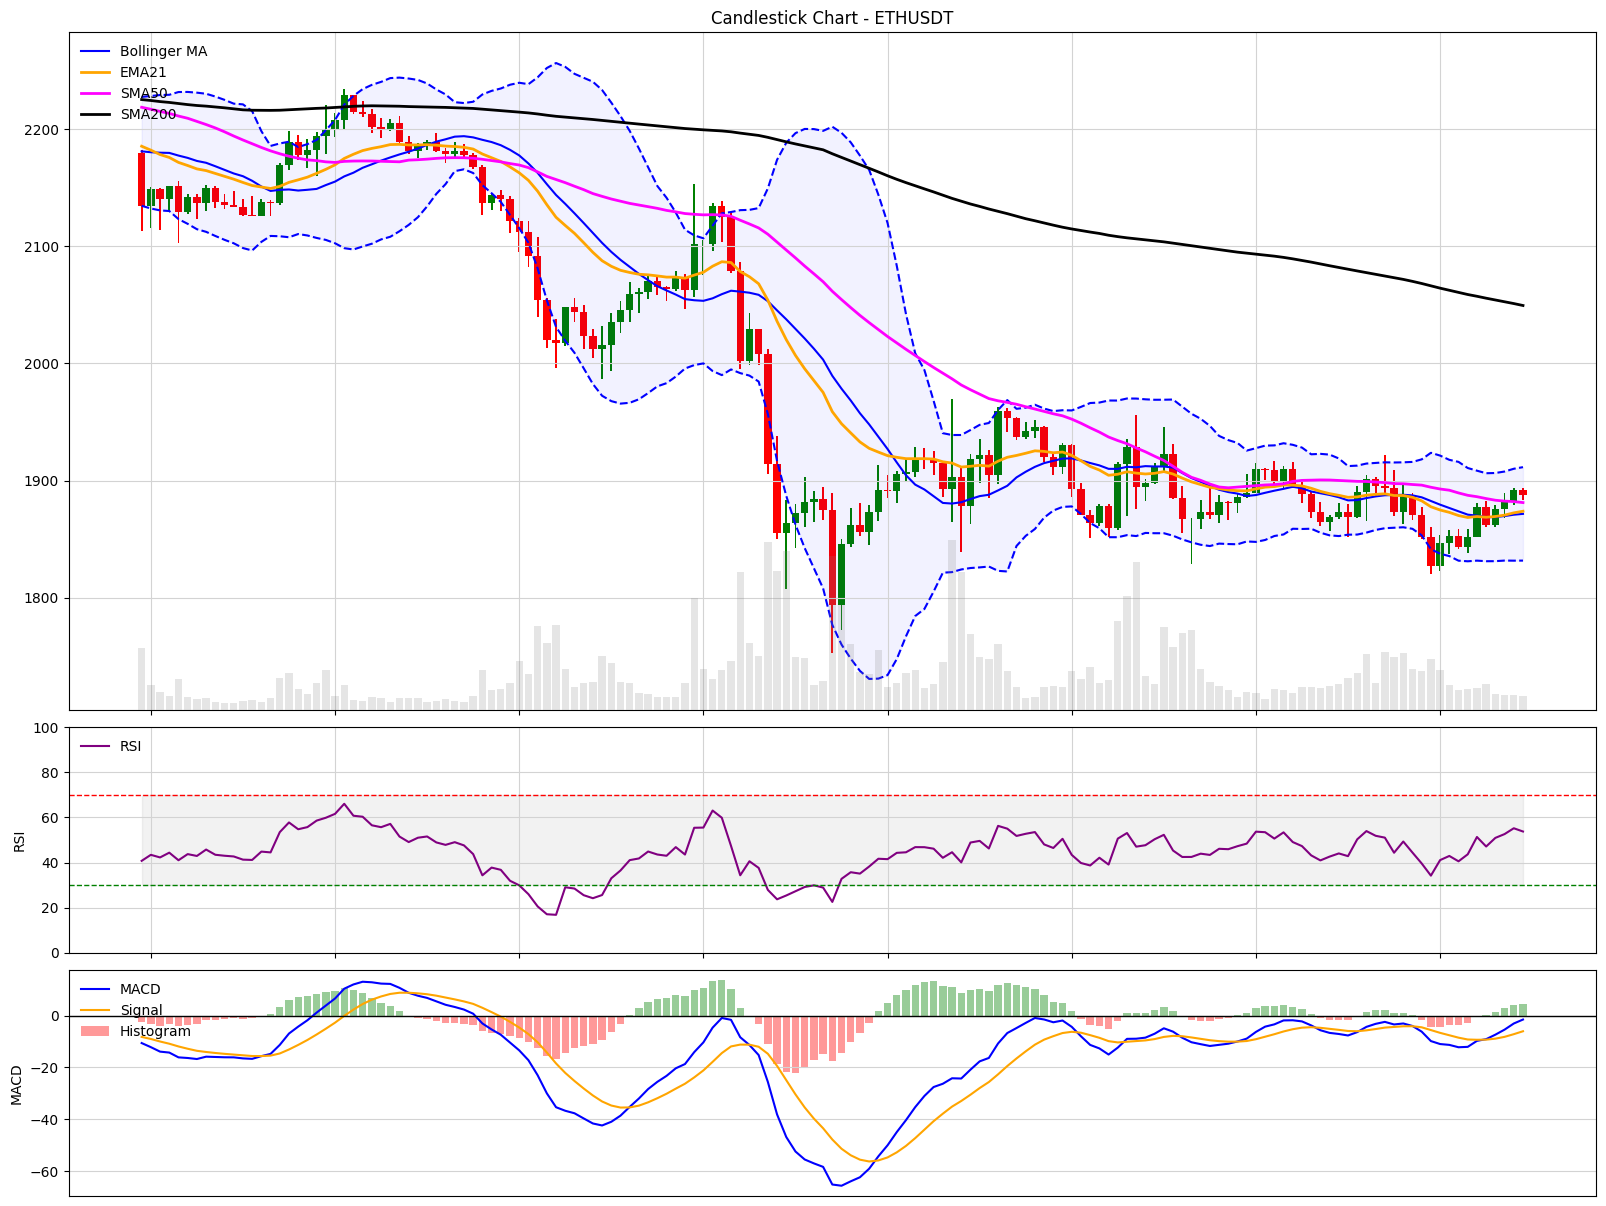 Candlestick Chart - ETHUSDT
Bollinger MA
EMA21
SMA50
SMA200
2200
2100
2000
1900
1800
RSI
100
80
60
40
20
0
RSI
MACD
Signal
Histogram
0
−20
−40
−60
MACD